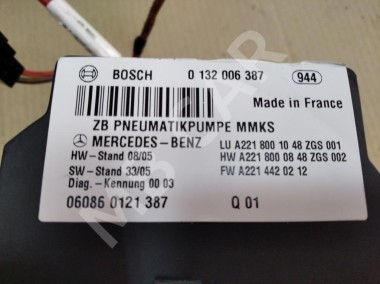 BOSCH 0 132 006 387 944
Made in France
ZB PNEUMATIKPUMPE MMKS
MERCEDES-BENZ LU A221 800 10 48 ZGS 001
HW-Stand 08/05 HW A221 800 08 48 ZGS 002
SW-Stand 33/05 FW A221 442 02 12
Diag.-Kennung 00 03
06086 0121 387 Q 01